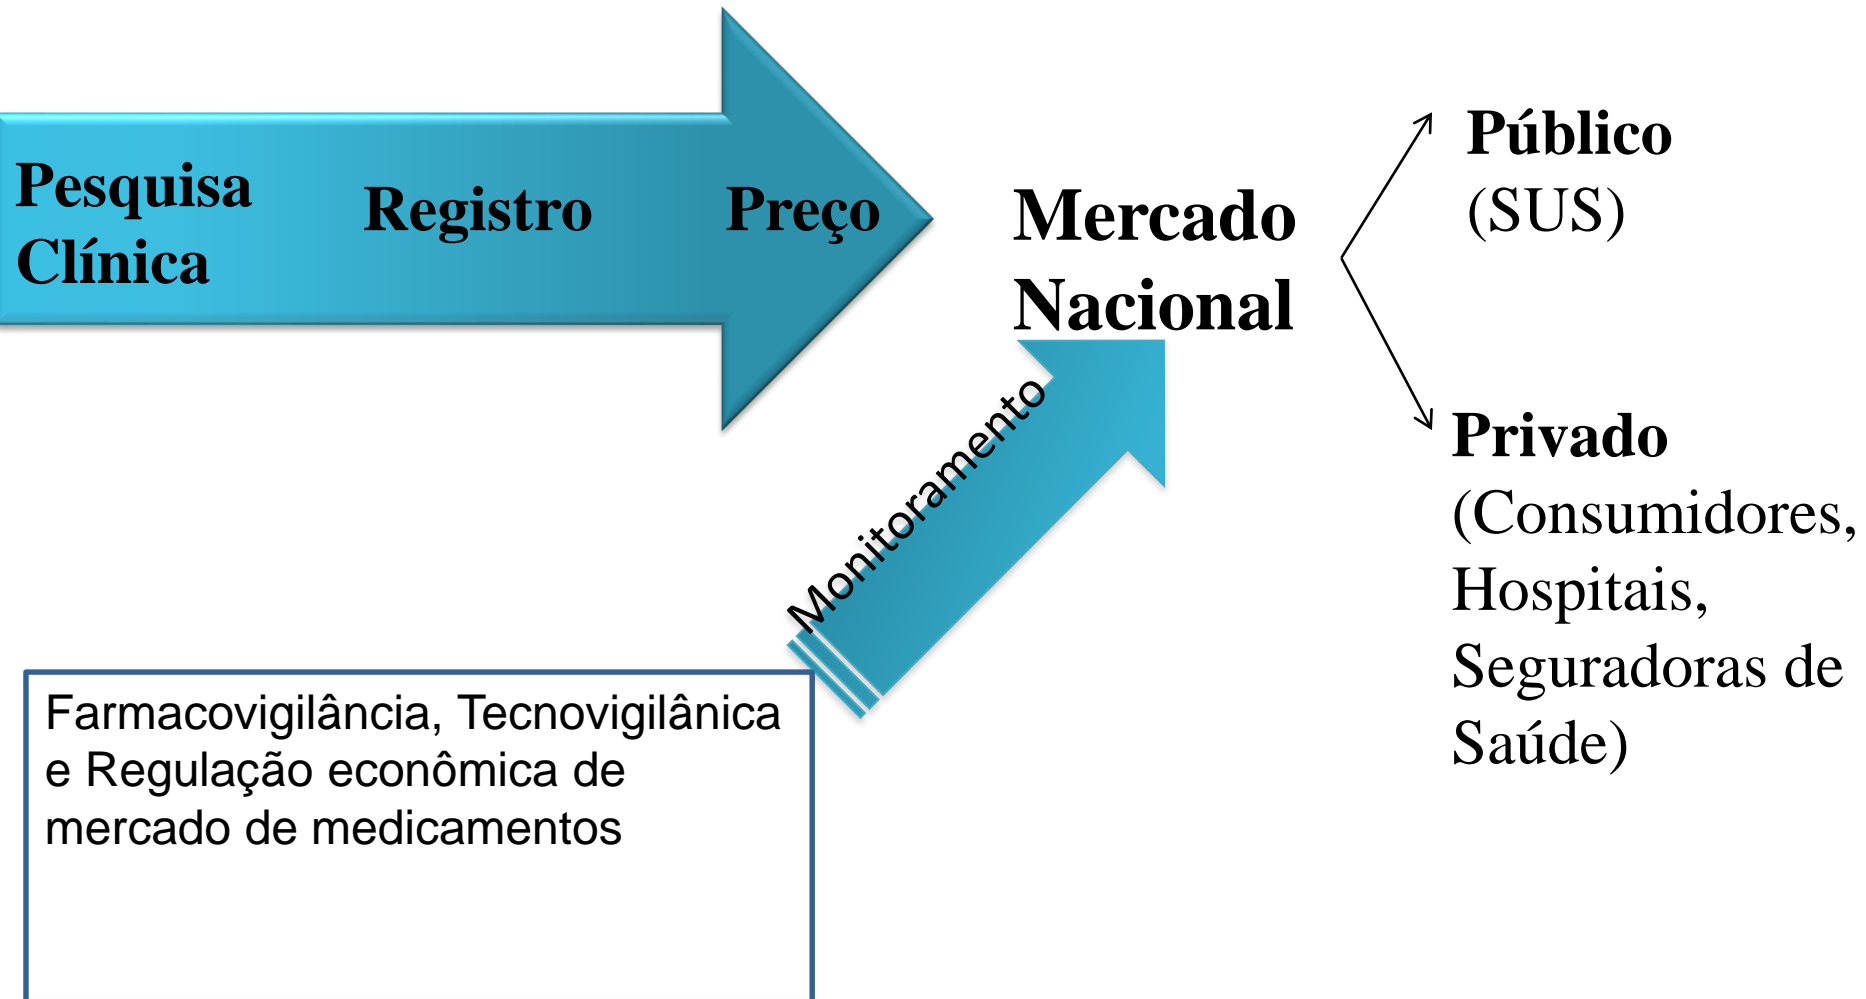 Pesquisa
Clínica
Registro
Preço
Mercado
Nacional
Público
(SUS)
Privado
(Consumidores,
Hospitais,
Seguradoras de
Saúde)
Monitoramento
Farmacovigilância, Tecnovigilânica
e Regulação econômica de
mercado de medicamentos